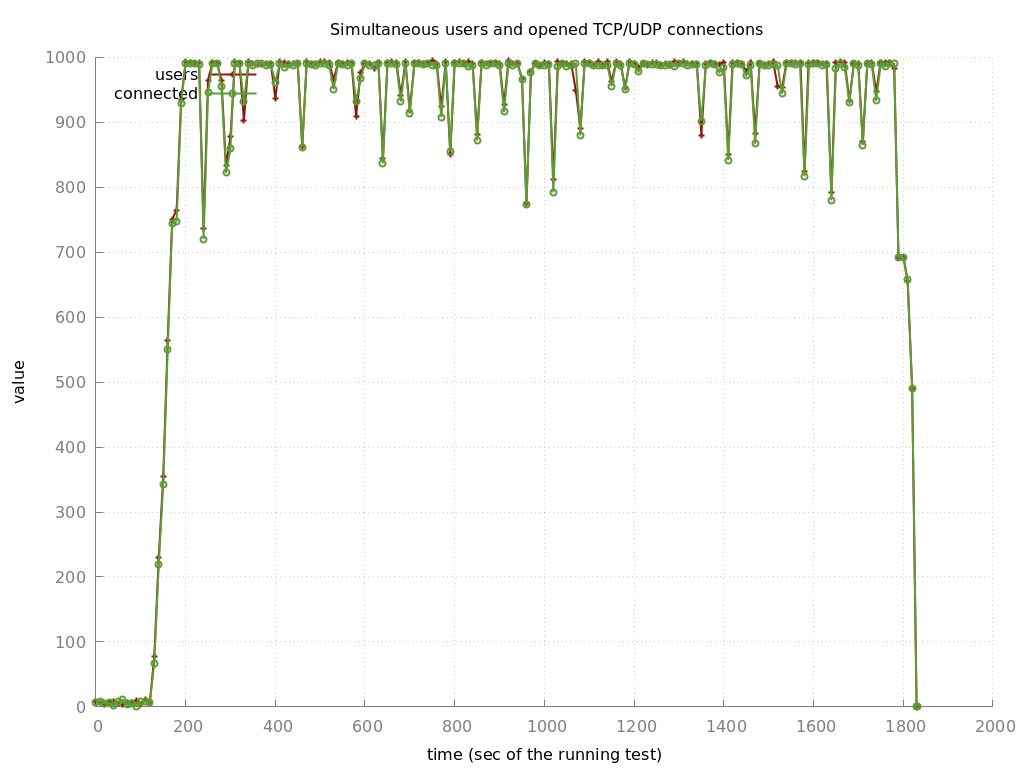 Simultaneous users and opened TCP/UDP connections
1000
users
connected
900
800
700
600
500
400
300
200
100
0
value
0 200 400 600 800 1000 1200 1400 1600 1800 2000
time (sec of the running test)